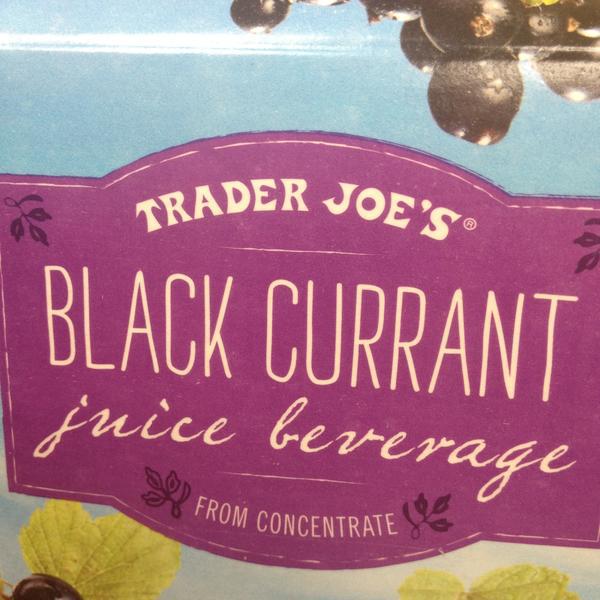 TRADER JOE'S®
BLACK CURRANT
juice beverage
FROM CONCENTRATE